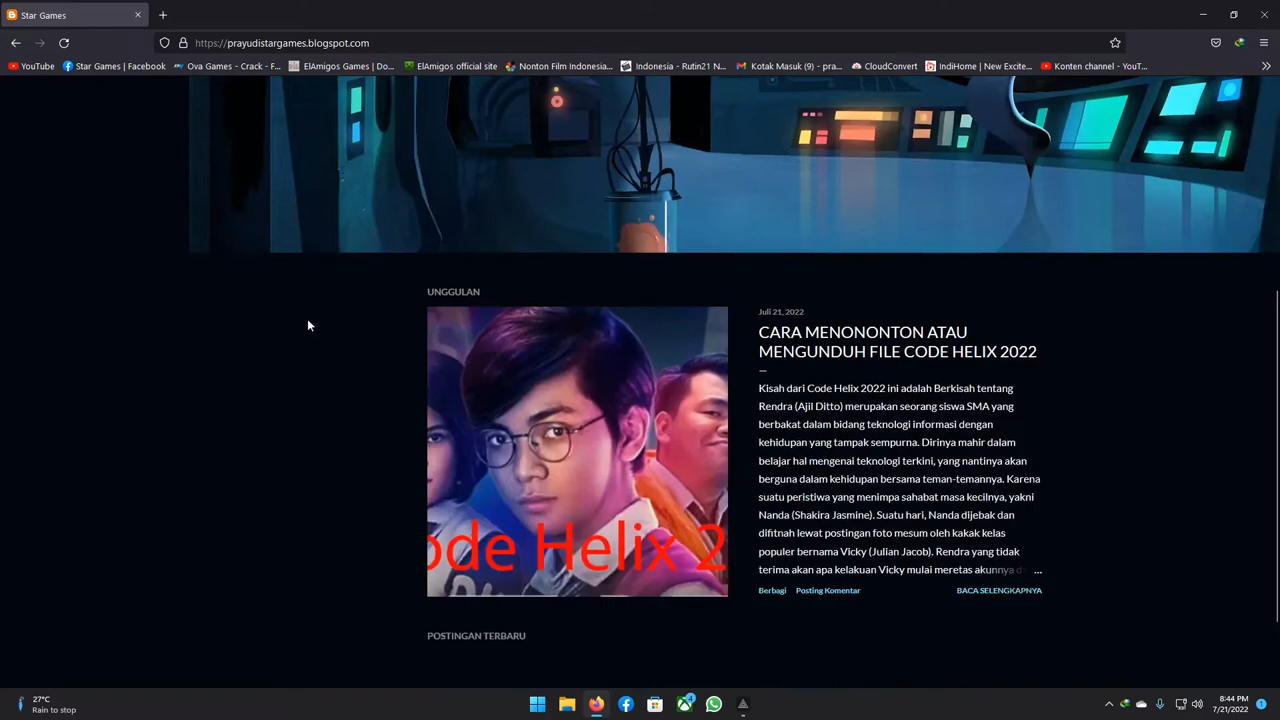 Star Games
https://prayudistargames.blogspot.com
YouTube
Star Games | Facebook
Ova Games - Crack - F...
ElAmigos Games | Do...
ElAmigos official site
Nonton Film Indonesia...
Indonesia - Rutin21 N...
Kotak Masuk (9) - pra...
CloudConvert
IndiHome | New Excite...
Konten channel - YouT...
UNGGULAN
ode Helix 2
Juli 21, 2022
CARA MENONONTON ATAU
MENGUNDUH FILE CODE HELIX 2022
Kisah dari Code Helix 2022 ini adalah Berkisah tentang
Rendra (Ajil Ditto) merupakan seorang siswa SMA yang
berbakat dalam bidang teknologi informasi dengan
kehidupan yang tampak sempurna. Dirinya mahir dalam
belajar hal mengenai teknologi terkini, yang nantinya akan
berguna dalam kehidupan bersama teman-temannya. Karena
suatu peristiwa yang menimpa sahabat masa kecilnya, yakni
Nanda (Shakira Jasmine). Suatu hari, Nanda dijebak dan
difitnah lewat postingan foto mesum oleh kakak kelas
populer bernama Vicky (Julian Jacob). Rendra yang tidak
terima akan apa kelakuan Vicky mulai meretas akunnya d ...
Berbagi Posting Komentar BACA SELENGKAPNYA
POSTINGAN TERBARU
27°C
Rain to stop
4
8:44 PM
7/21/2022
1